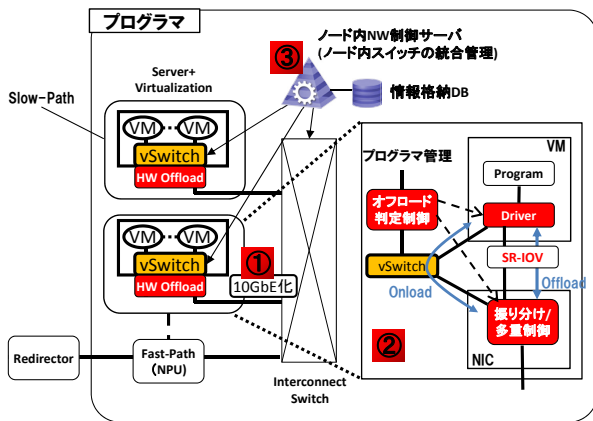 プログラマ
ノード内NW制御サーバ
(ノード内スイッチの統合管理)
③
Server+
Virtualization
情報格納DB
Slow-Path
VM
VM
vSwitch
HW Offload
VM
VM
vSwitch
HW Offload
①
10GbE化
Redirector
Fast-Path
(NPU)
Interconnect
Switch
VM
プログラマ管理
Program
オフロード
判定制御
Driver
SR-IOV
vSwitch
Onload
Offload
振り分け/
多重制御
②
NIC